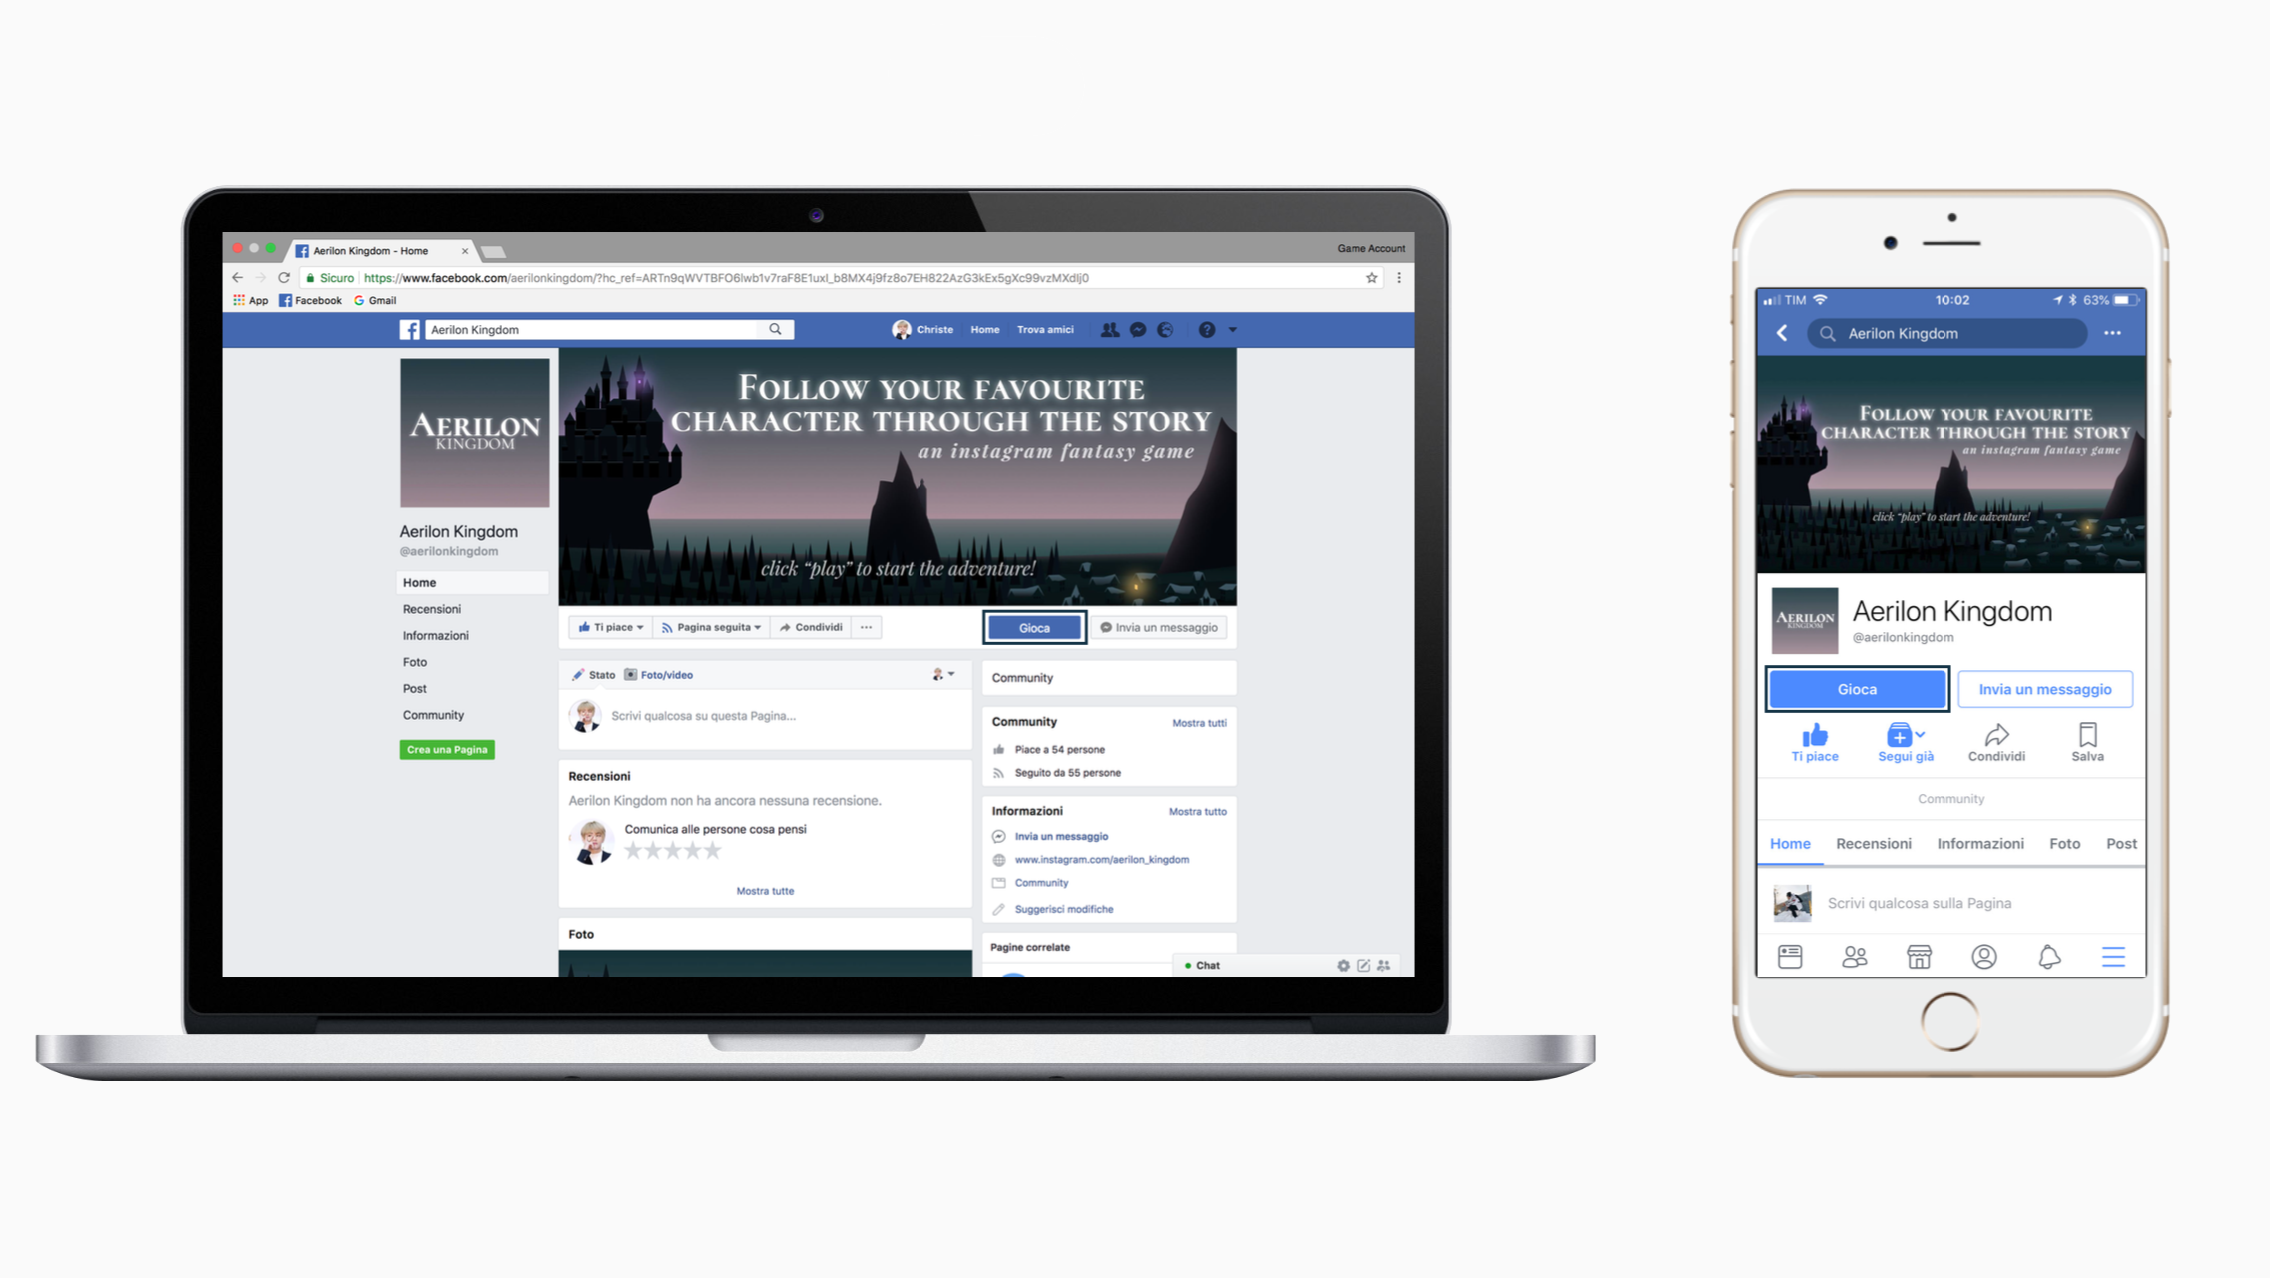 Aerilon Kingdom - Home
Game Account
Sicuro
https://www.facebook.com/aerilonkingdom/?hc_ref=ARTn9qWVTBFO6lwb1v7raF8E1uxI_b8MX4j9fz8o7EH822AzG3kEx5gXc99vzMXdIj0
App Facebook Gmail
Aerilon Kingdom
Christe Home Trova amici
AERILON
KINGDOM
FOLLOW YOUR FAVOURITE
CHARACTER THROUGH THE STORY
an instagram fantasy game
click “play” to start the adventure!
Aerilon Kingdom
@aerilonkingdom
Home
Recensioni
Informazioni
Foto
Post
Community
Crea una Pagina
Ti piace Pagina seguita Condividi
Gioca Invia un messaggio
Stato Foto/video
Scrivi qualcosa su questa Pagina...
Recensioni
Aerilon Kingdom non ha ancora nessuna recensione.
Comunica alle persone cosa pensi
Mostra tutte
Foto
Community
Community Mostra tutti
Piace a 54 persone
Seguito da 55 persone
Informazioni Mostra tutto
Invia un messaggio
www.instagram.com/aerilon_kingdom
Community
Suggerisci modifiche
Pagine correlate
Chat
TIM 10:02 63%
Aerilon Kingdom
FOLLOW YOUR FAVOURITE
CHARACTER THROUGH THE STORY
an instagram fantasy game
click “play” to start the adventure!
AERILON
KINGDOM
Aerilon Kingdom
@aerilonkingdom
Gioca Invia un messaggio
Ti piace Segui già Condividi Salva
Community
Home Recensioni Informazioni Foto Post
Scrivi qualcosa sulla Pagina